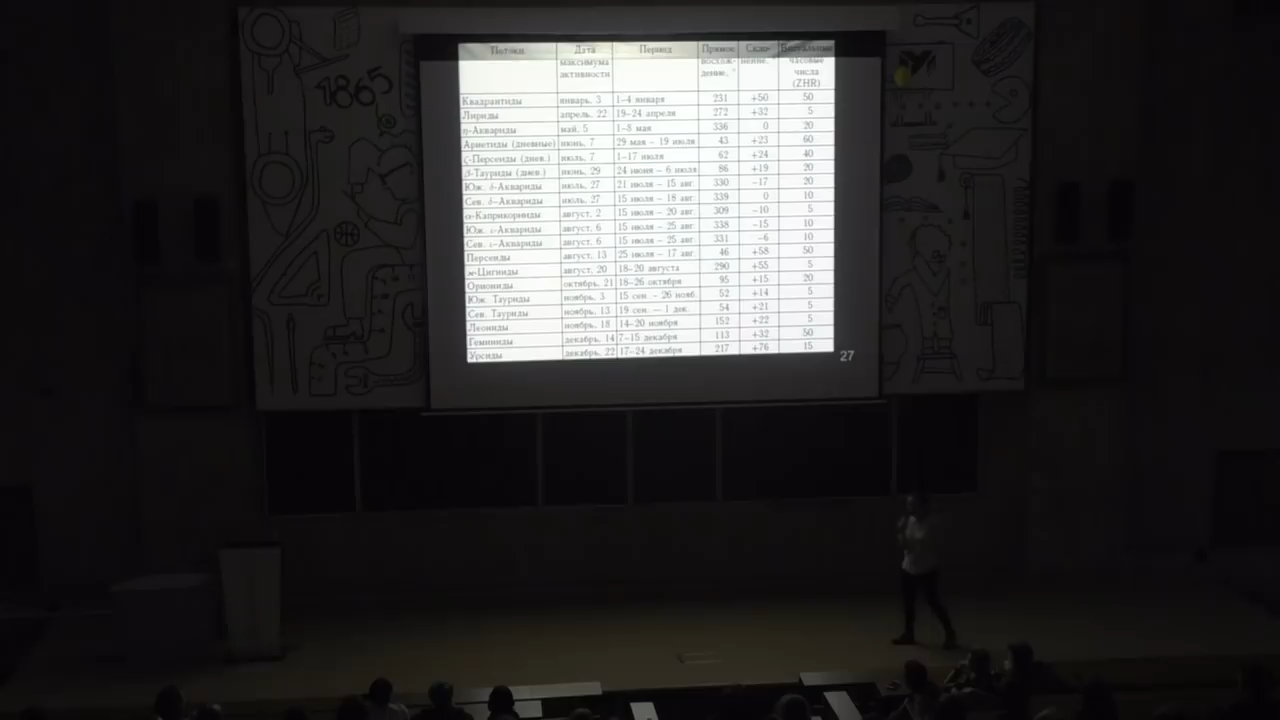 1865
Поток Дата максимума активности Период Прямое восхож-дение, ° Скло-нение, ° Визуальные часовые числа (ZHR)
Квадрантиды январь, 3 1–4 января 231 +50 50
Лириды апрель, 22 19–24 апреля 272 +32 5
η-Аквариды май, 5 1–8 мая 336 0 20
Ариетиды (дневные) июнь, 7 29 мая – 19 июля 43 +23 60
ζ-Персеиды (днев.) июль, 7 1–17 июля 62 +24 40
β-Тауриды (днев.) июнь, 29 24 июня – 6 июля 86 +19 20
Юж. δ-Аквариды июль, 27 21 июля – 15 авг. 330 −17 20
Сев. δ-Аквариды июль, 27 15 июля – 18 авг. 339 0 10
α-Каприкорниды август, 2 15 июля – 20 авг. 309 −10 5
Юж. ι-Аквариды август, 6 15 июля – 25 авг. 338 −15 10
Сев. ι-Аквариды август, 6 15 июля – 25 авг. 331 −6 10
Персеиды август, 13 25 июля – 17 авг. 46 +58 50
κ-Цигниды август, 20 18–20 августа 290 +55 5
Ориониды октябрь, 21 18–26 октября 95 +15 20
Юж. Тауриды ноябрь, 3 15 сен. – 26 нояб. 52 +14 5
Сев. Тауриды ноябрь, 13 19 сен. — 1 дек. 54 +21 5
Леониды ноябрь, 18 14–20 ноября 152 +22 5
Геминиды декабрь, 14 7–15 декабря 113 +32 50
Урсиды декабрь, 22 17–24 декабря 217 +76 15
27